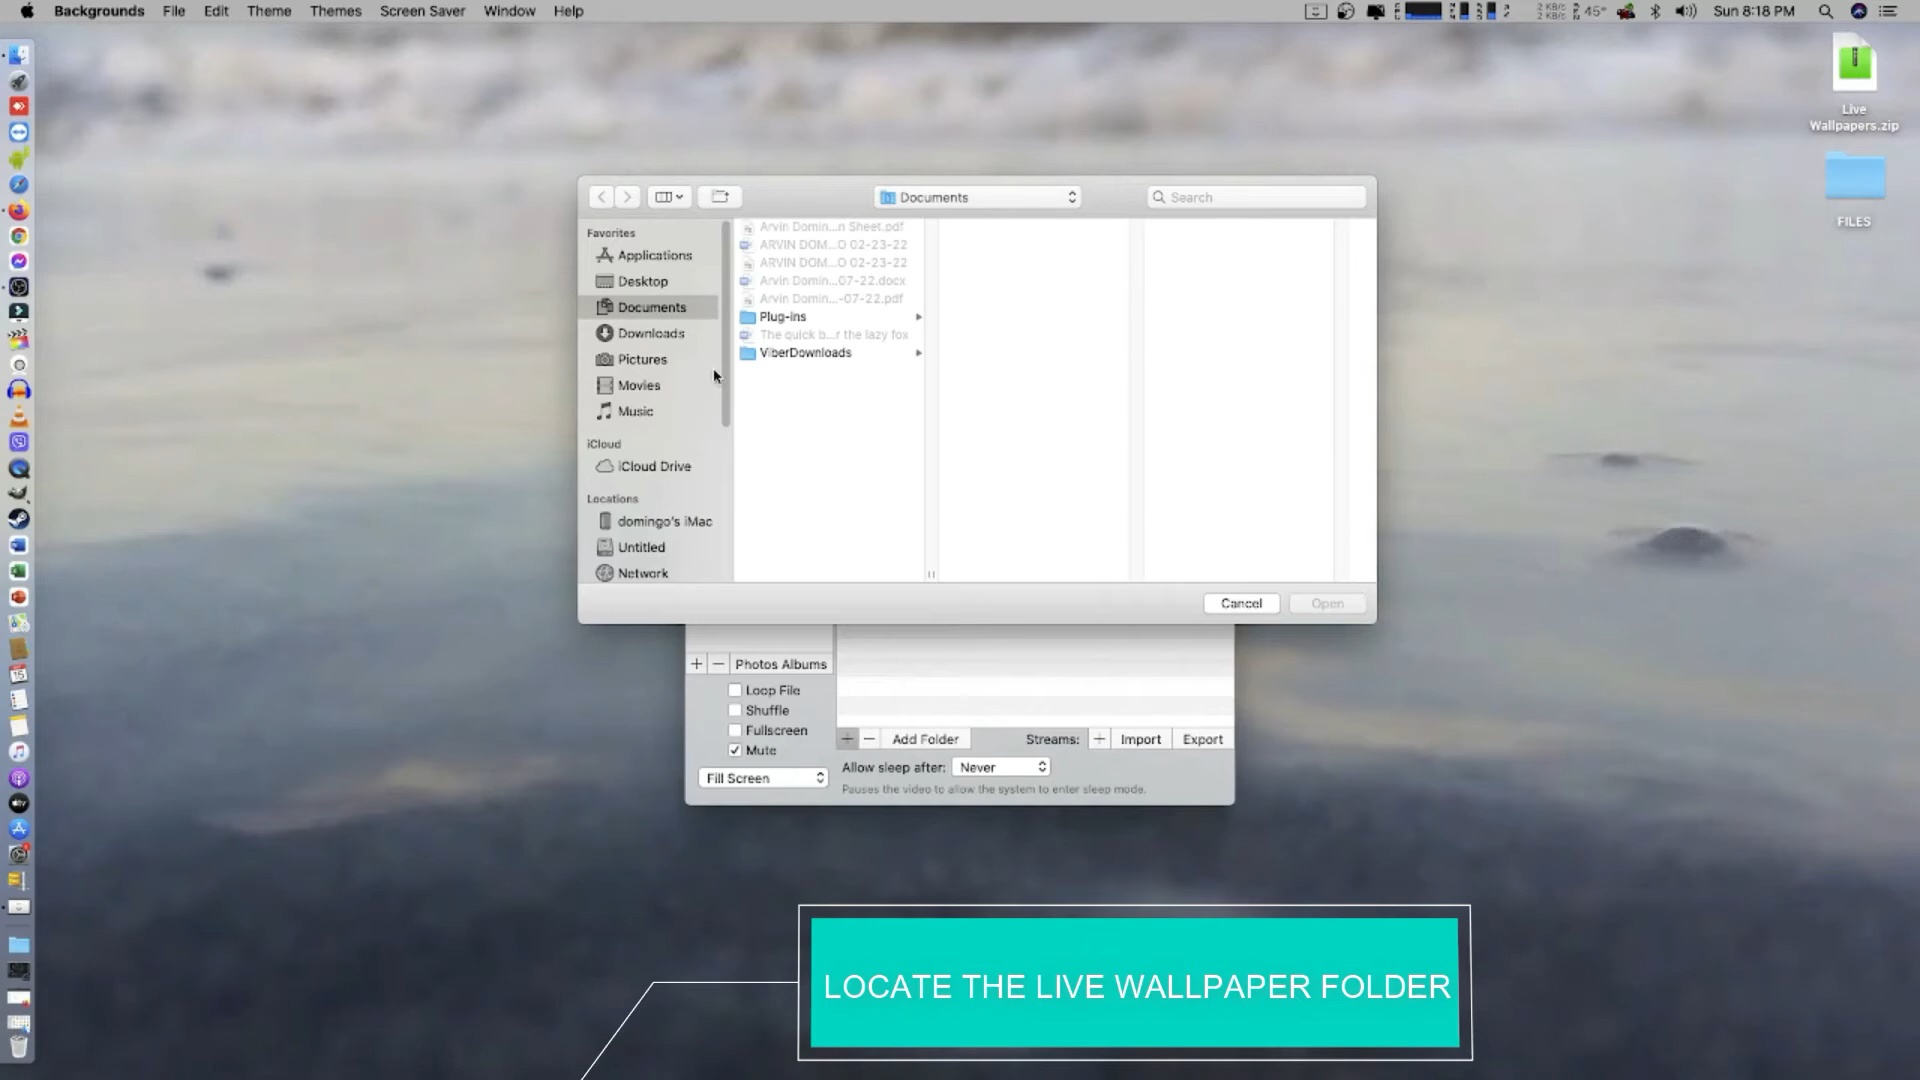 Backgrounds File Edit Theme Themes Screen Saver Window Help
2 KB/s
2 KB/s
45° Sun 8:18 PM
Live
Wallpapers.zip
FILES
Documents
Search
Favorites
Applications
Desktop
Documents
Downloads
Pictures
Movies
Music
iCloud
iCloud Drive
Locations
domingo's iMac
Untitled
Network
Arvin Domin...n Sheet.pdf
ARVIN DOM...O 02-23-22
ARVIN DOM...O 02-23-22
Arvin Domin...07-22.docx
Arvin Domin...-07-22.pdf
Plug-ins
The quick b...r the lazy fox
ViberDownloads
Cancel Open
+ − Photos Albums
Loop File
Shuffle
Fullscreen
Mute
Fill Screen
+ − Add Folder Streams: + Import Export
Allow sleep after: Never
Pauses the video to allow the system to enter sleep mode.
LOCATE THE LIVE WALLPAPER FOLDER